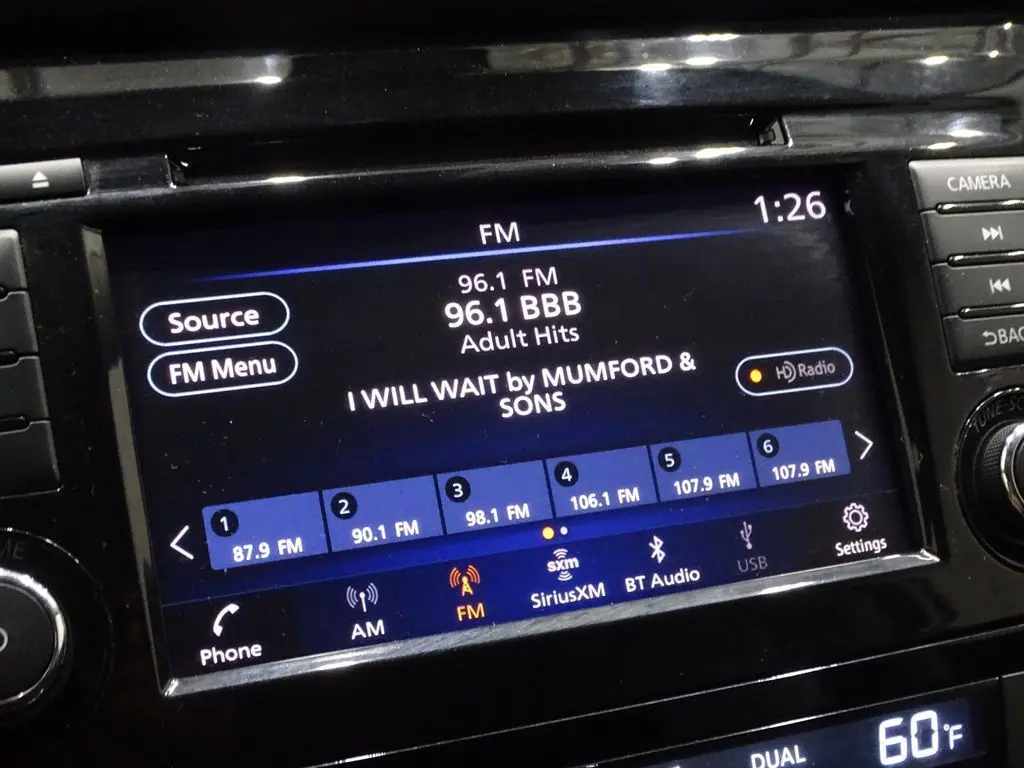 CAMERA
1:26
FM
96.1 FM
96.1 BBB
Adult Hits
Source
FM Menu
I WILL WAIT by MUMFORD &
SONS
HD Radio
1 87.9 FM
2 90.1 FM
3 98.1 FM
4 106.1 FM
5 107.9 FM
6 107.9 FM
Phone
AM
FM
sxm
SiriusXM
BT Audio
USB
Settings
DUAL
60°F